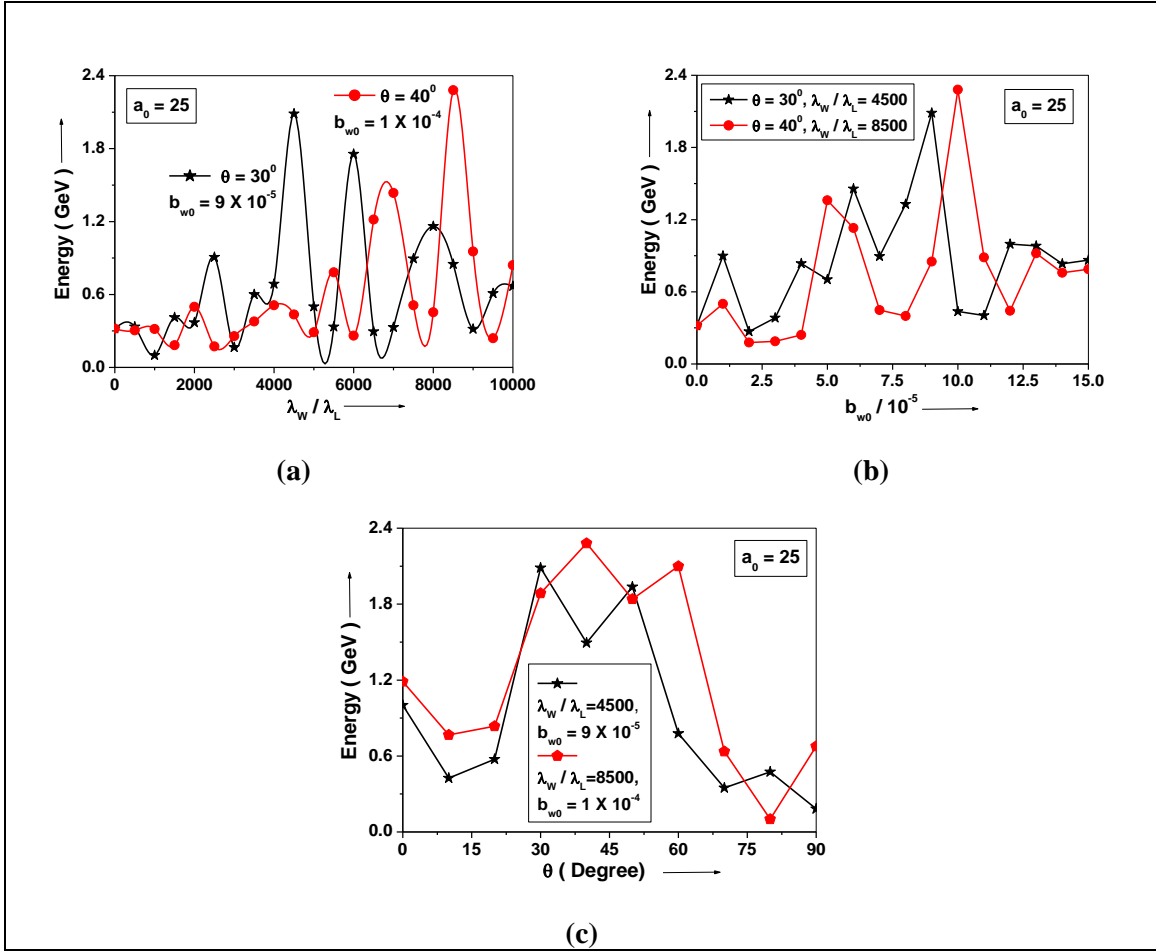 2.4
1.8
1.2
0.6
0.0
Energy ( GeV )
a₀ = 25
θ = 40⁰
b_w0 = 1 X 10⁻⁴
θ = 30⁰
b_w0 = 9 X 10⁻⁵
0 2000 4000 6000 8000 10000
λ_W / λ_L
(a)
2.4
1.8
1.2
0.6
0.0
Energy ( GeV )
θ = 30⁰, λ_W / λ_L= 4500
θ = 40⁰, λ_W / λ_L= 8500
a₀ = 25
0.0 2.5 5.0 7.5 10.0 12.5 15.0
b_w0 / 10⁻⁵
(b)
2.4
1.8
1.2
0.6
0.0
Energy ( GeV )
a₀ = 25
λ_W / λ_L=4500,
b_w0 = 9 X 10⁻⁵
λ_W / λ_L=8500,
b_w0 = 1 X 10⁻⁴
0 15 30 45 60 75 90
θ ( Degree )
(c)